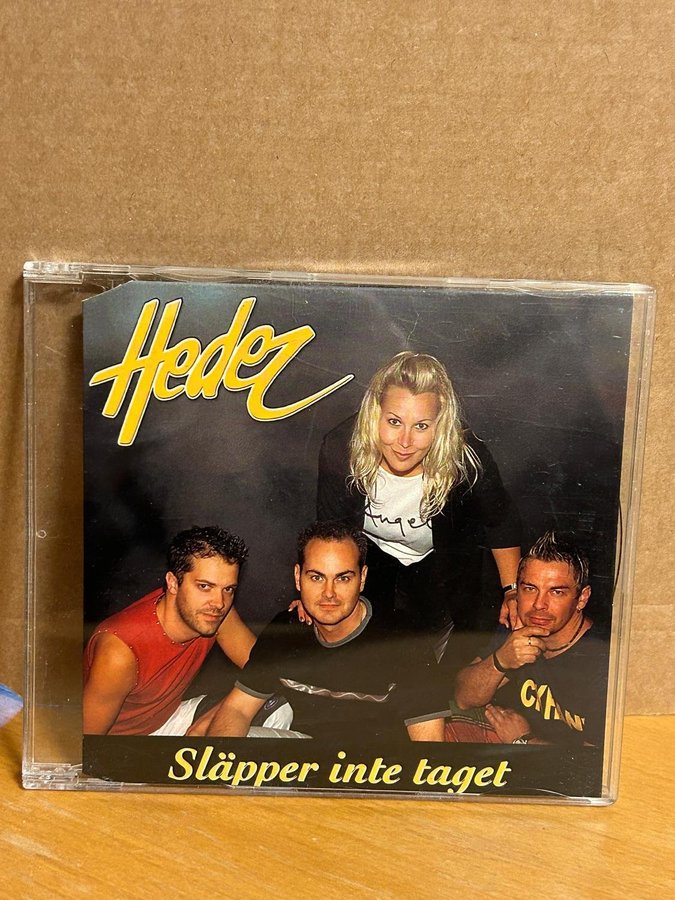 Hedez
Angel
Släpper inte taget